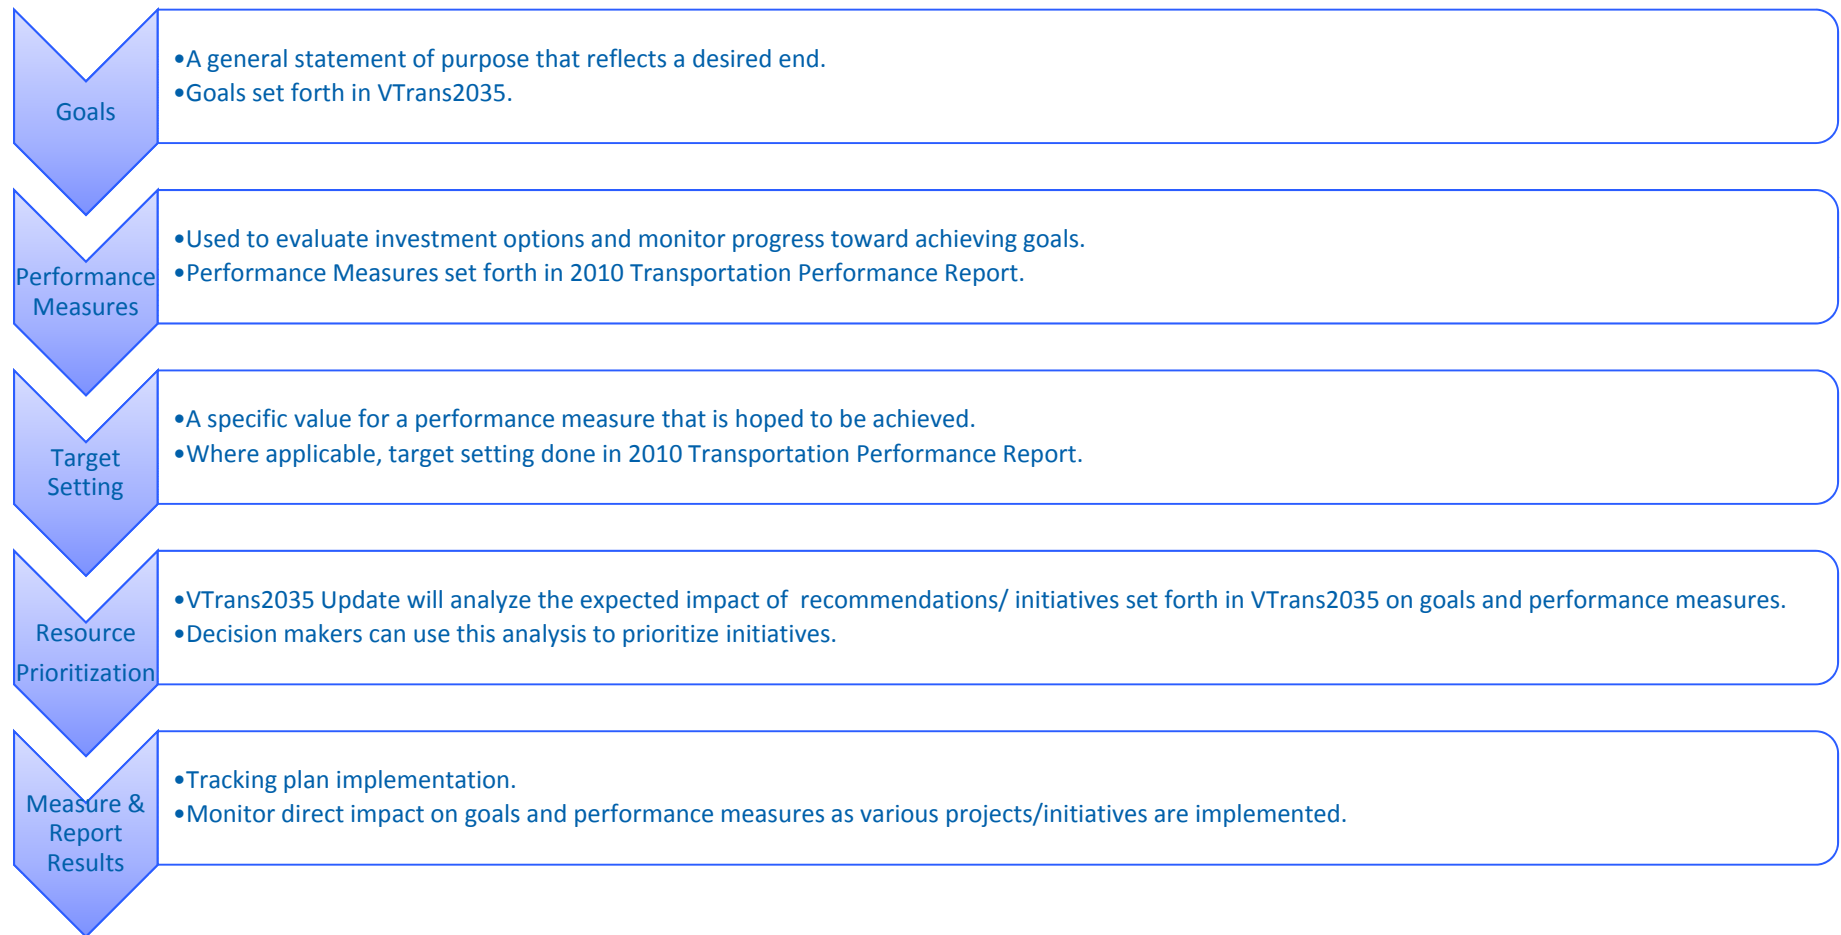 Goals
•A general statement of purpose that reflects a desired end.
•Goals set forth in VTrans2035.
Performance
Measures
•Used to evaluate investment options and monitor progress toward achieving goals.
•Performance Measures set forth in 2010 Transportation Performance Report.
Target
Setting
•A specific value for a performance measure that is hoped to be achieved.
•Where applicable, target setting done in 2010 Transportation Performance Report.
Resource
Prioritization
•VTrans2035 Update will analyze the expected impact of  recommendations/ initiatives set forth in VTrans2035 on goals and performance measures.
•Decision makers can use this analysis to prioritize initiatives.
Measure &
Report
Results
•Tracking plan implementation.
•Monitor direct impact on goals and performance measures as various projects/initiatives are implemented.